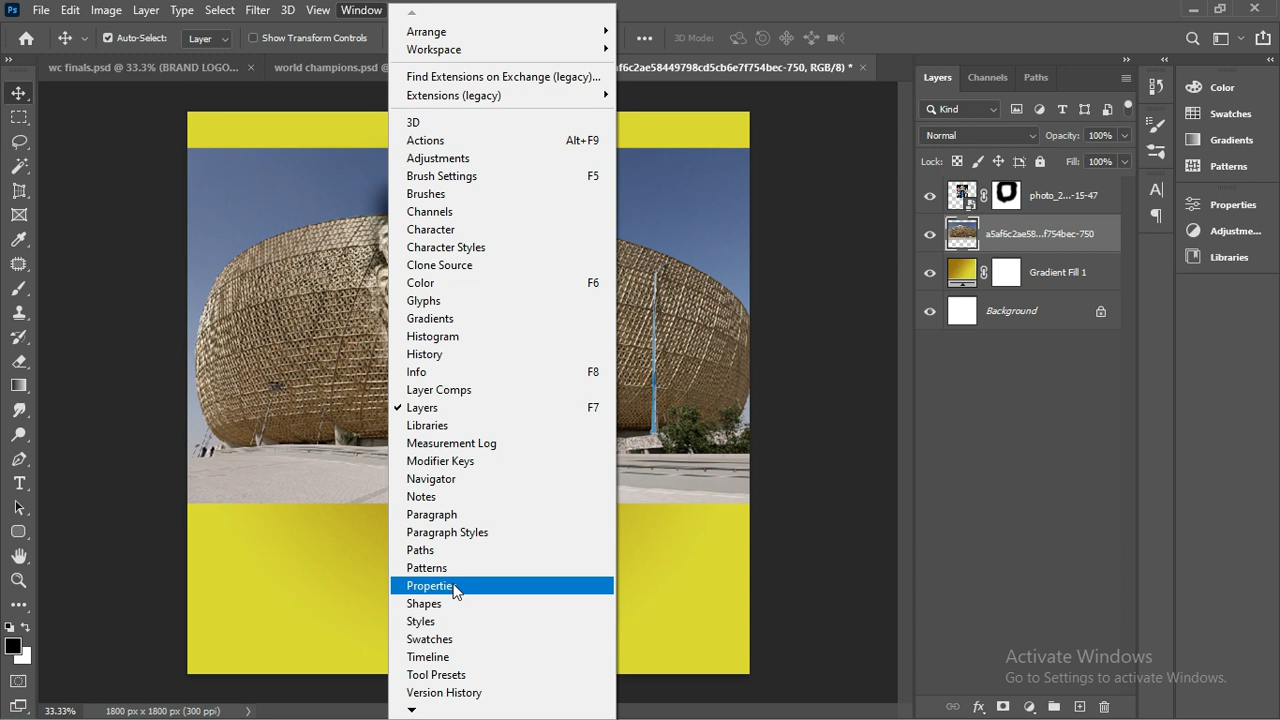 Ps File Edit Image Layer Type Select Filter 3D View Window
Auto-Select: Layer Show Transform Controls 3D Mode:
wc finals.psd @ 33.3% (BRAND LOGO... world champions.psd @ af6c2ae58449798cd5cb6e7f754bec-750, RGB/8) *
Arrange
Workspace
Find Extensions on Exchange (legacy)...
Extensions (legacy)
3D
Actions Alt+F9
Adjustments
Brush Settings F5
Brushes
Channels
Character
Character Styles
Clone Source
Color F6
Glyphs
Gradients
Histogram
History
Info F8
Layer Comps
Layers F7
Libraries
Measurement Log
Modifier Keys
Navigator
Notes
Paragraph
Paragraph Styles
Paths
Patterns
Properties
Shapes
Styles
Swatches
Timeline
Tool Presets
Version History
Layers Channels Paths
Kind
Normal Opacity: 100%
Lock: Fill: 100%
photo_2...-15-47
a5af6c2ae58...f754bec-750
Gradient Fill 1
Background
Color
Swatches
Gradients
Patterns
Properties
Adjustme...
Libraries
Activate Windows
Go to Settings to activate Windows.
33.33% 1800 px x 1800 px (300 ppi)